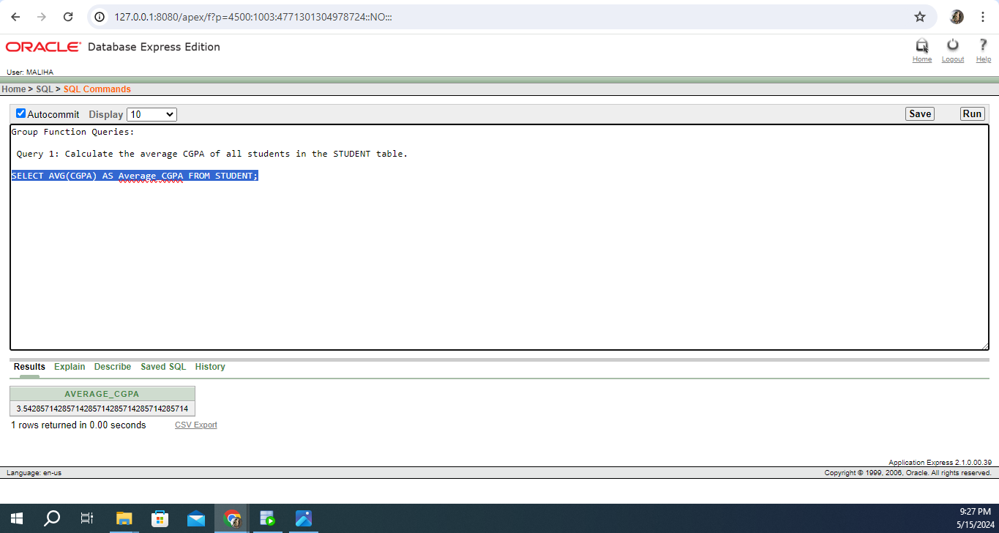 127.0.0.1:8080/apex/f?p=4500:1003:4771301304978724::NO:::
ORACLE Database Express Edition
Home Logout Help
User: MALIHA
Home > SQL > SQL Commands
Autocommit Display 10
Save Run
Group Function Queries:
Query 1: Calculate the average CGPA of all students in the STUDENT table.
SELECT AVG(CGPA) AS Average_CGPA FROM STUDENT;
Results Explain Describe Saved SQL History
AVERAGE_CGPA
3.54285714285714285714285714285714285714
1 rows returned in 0.00 seconds CSV Export
Application Express 2.1.0.00.39
Language: en-us Copyright © 1999, 2006, Oracle. All rights reserved.
9:27 PM
5/15/2024